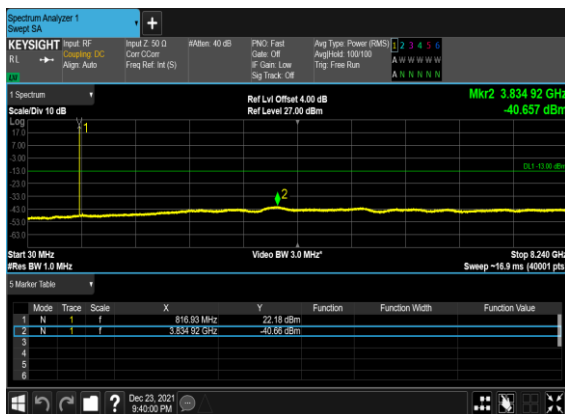 Spectrum Analyzer 1
Swept SA
+
KEYSIGHT Input: RF Input Z: 50 Ω #Atten: 40 dB PNO: Fast Avg Type: Power (RMS) 1 2 3 4 5 6
RL Coupling: DC Corr CCorr Gate: Off Avg|Hold: 100/100 A W W W W W
Align: Auto Freq Ref: Int (S) IF Gain: Low Trig: Free Run
Sig Track: Off A N N N N N
1 Spectrum Ref Lvl Offset 4.00 dB Mkr2 3.834 92 GHz
Scale/Div 10 dB Ref Level 27.00 dBm -40.657 dBm
Log
17.0
7.00
-3.00
-13.0
-23.0
-33.0
-43.0
-53.0
-63.0
1
DL1 -13.00 dBm
2
Start 30 MHz Video BW 3.0 MHz* Stop 8.240 GHz
#Res BW 1.0 MHz Sweep ~16.9 ms (40001 pts)
5 Marker Table
Mode Trace Scale X Y Function Function Width Function Value
1 N 1 f 816.93 MHz 22.18 dBm
2 N 1 f 3.834 92 GHz -40.66 dBm
3
4
5
6
? Dec 23, 2021
9:40:00 PM